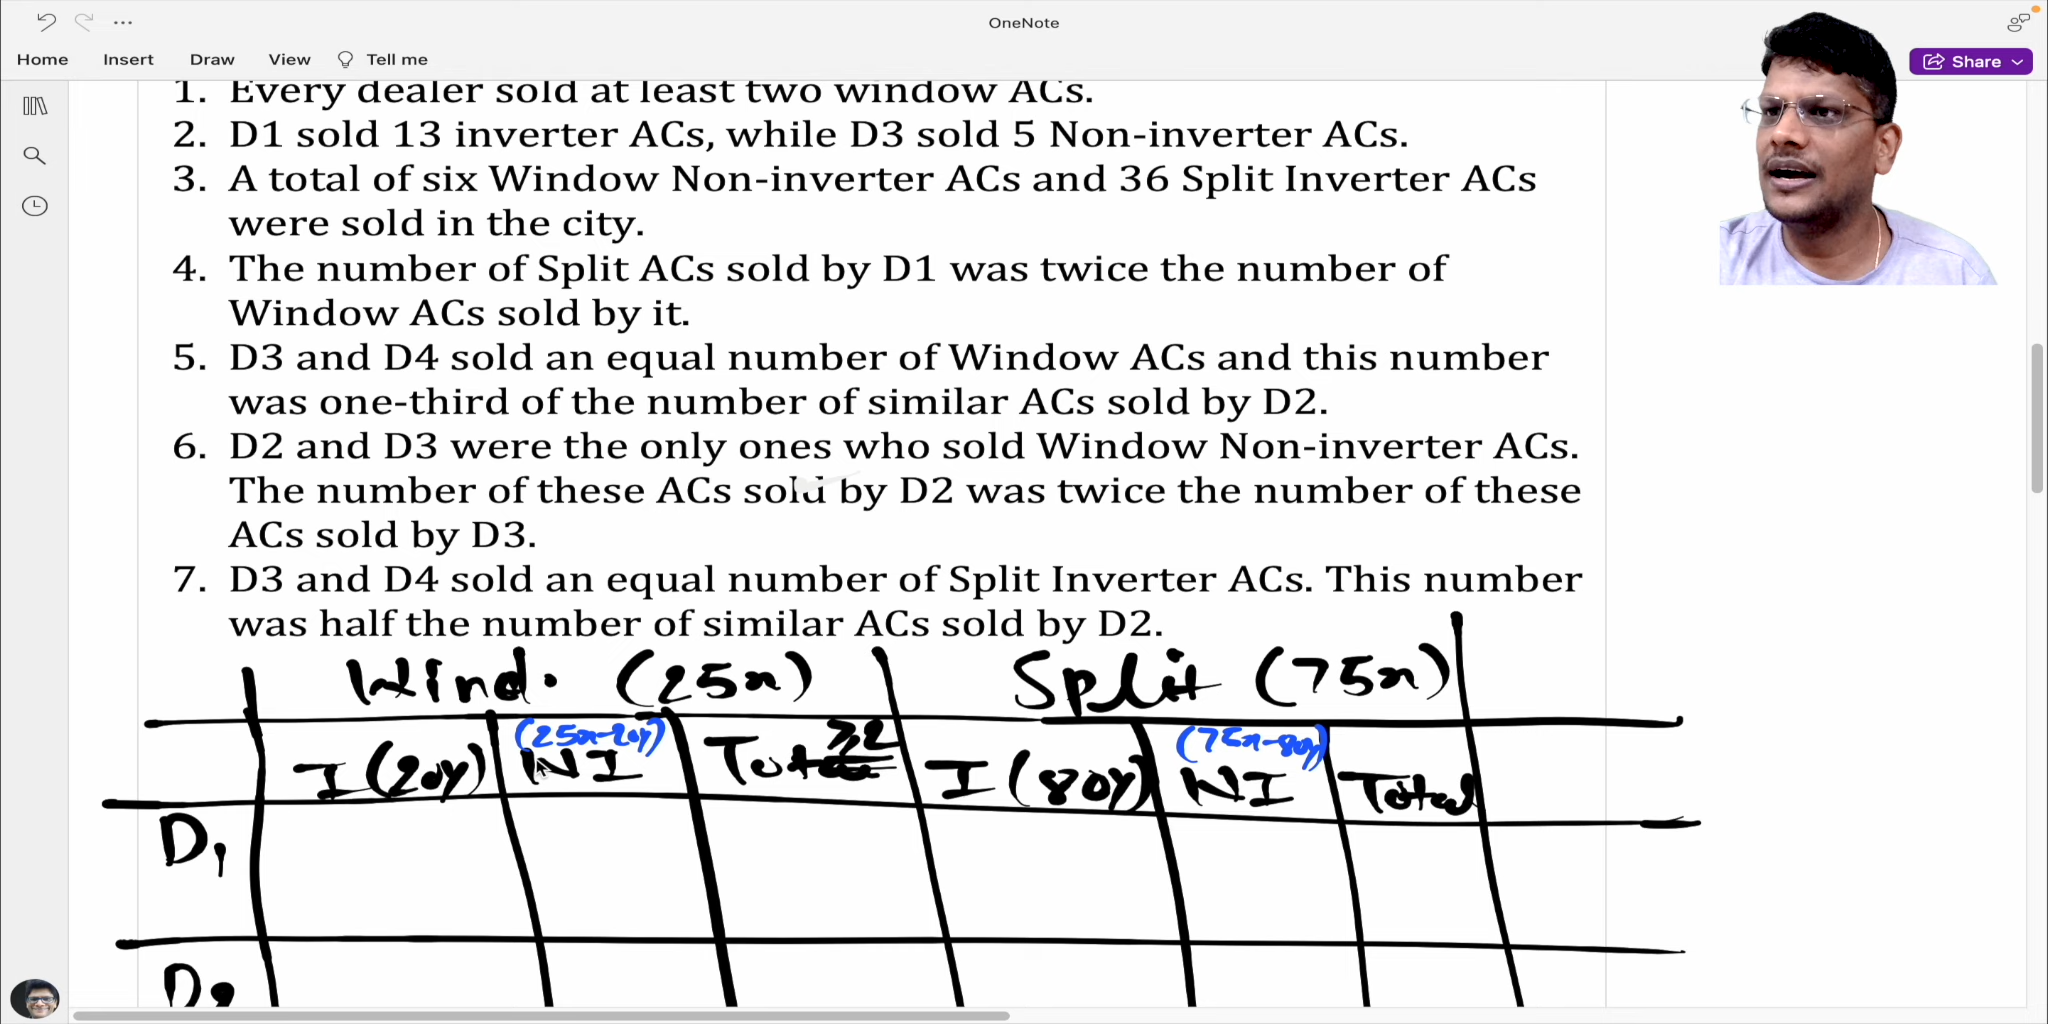 OneNote
Home Insert Draw View Tell me
Share
1. Every dealer sold at least two window ACs.
2. D1 sold 13 inverter ACs, while D3 sold 5 Non-inverter ACs.
3. A total of six Window Non-inverter ACs and 36 Split Inverter ACs
were sold in the city.
4. The number of Split ACs sold by D1 was twice the number of
Window ACs sold by it.
5. D3 and D4 sold an equal number of Window ACs and this number
was one-third of the number of similar ACs sold by D2.
6. D2 and D3 were the only ones who sold Window Non-inverter ACs.
The number of these ACs sold by D2 was twice the number of these
ACs sold by D3.
7. D3 and D4 sold an equal number of Split Inverter ACs. This number
was half the number of similar ACs sold by D2.
Wind. (25x) Split (75x)
(25x-20y) ≥2 (75x-80y)
I (20y) NI I (80y) NI Total
D1
D2